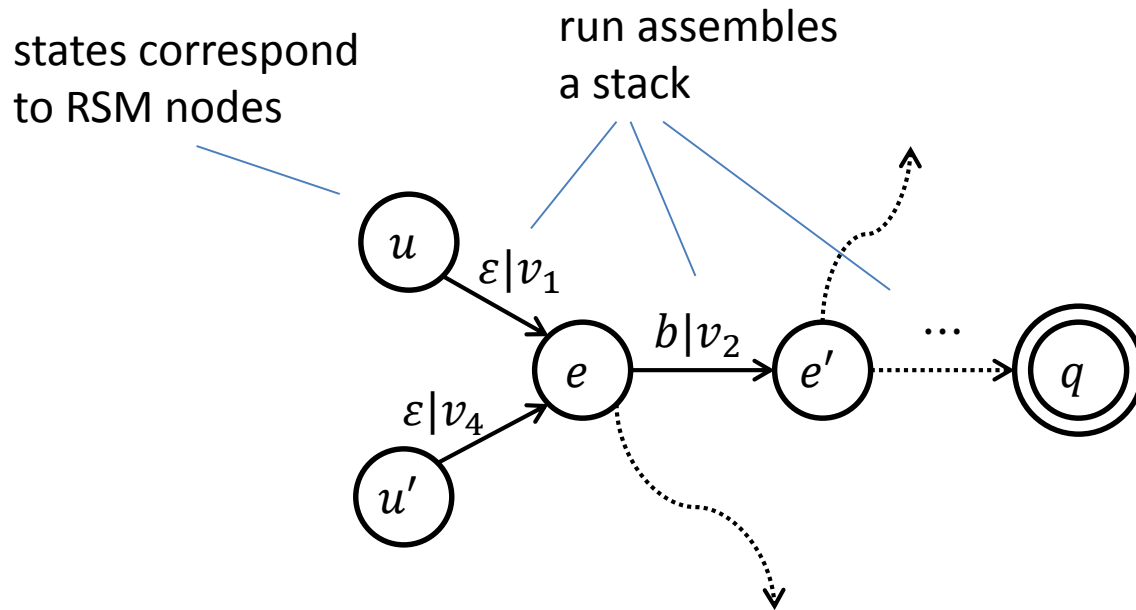 states correspond
to RSM nodes
run assembles
a stack
u
ε|v₁
e
b|v₂
e′
...
q
ε|v₄
u′